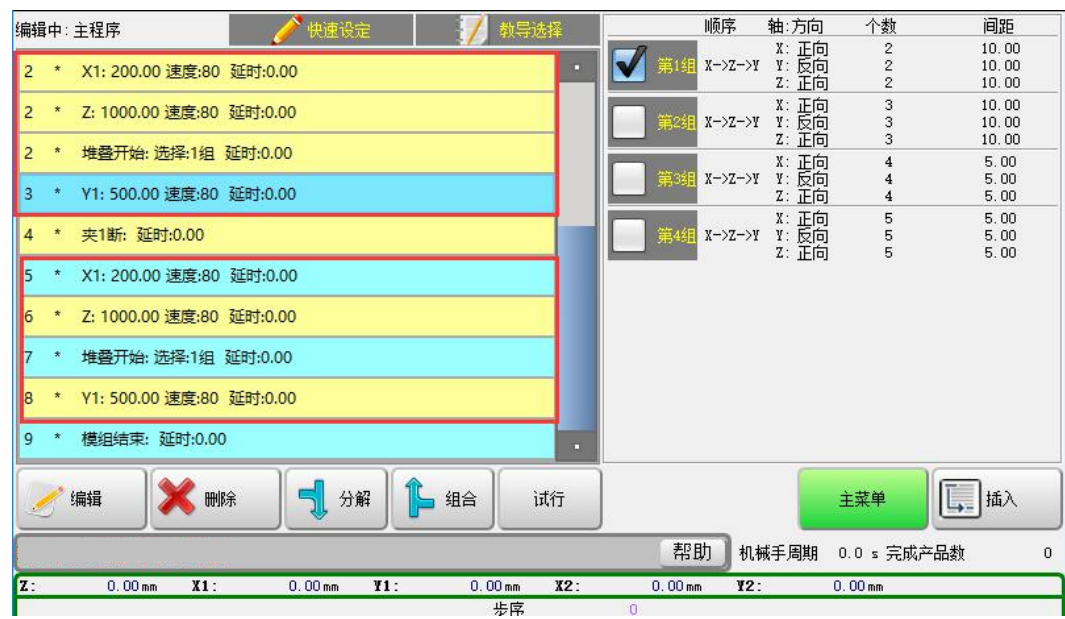 编辑中:主程序 快速设定 教导选择
顺序 轴:方向 个数 间距
2 * X1: 200.00 速度:80 延时:0.00
2 * Z: 1000.00 速度:80 延时:0.00
2 * 堆叠开始: 选择:1组 延时:0.00
3 * Y1: 500.00 速度:80 延时:0.00
4 * 夹1断: 延时:0.00
5 * X1: 200.00 速度:80 延时:0.00
6 * Z: 1000.00 速度:80 延时:0.00
7 * 堆叠开始: 选择:1组 延时:0.00
8 * Y1: 500.00 速度:80 延时:0.00
9 * 模组结束: 延时:0.00
X: 正向 2 10.00
第1组 X->Z->Y Y: 反向 2 10.00
Z: 正向 2 10.00
X: 正向 3 10.00
第2组 X->Z->Y Y: 反向 3 10.00
Z: 正向 3 10.00
X: 正向 4 5.00
第3组 X->Z->Y Y: 反向 4 5.00
Z: 正向 4 5.00
X: 正向 5 5.00
第4组 X->Z->Y Y: 反向 5 5.00
Z: 正向 5 5.00
编辑 删除 分解 组合 试行 主菜单 插入
帮助 机械手周期 0.0 s 完成产品数 0
Z: 0.00mm X1: 0.00mm Y1: 0.00mm X2: 0.00mm Y2: 0.00mm
步序 0